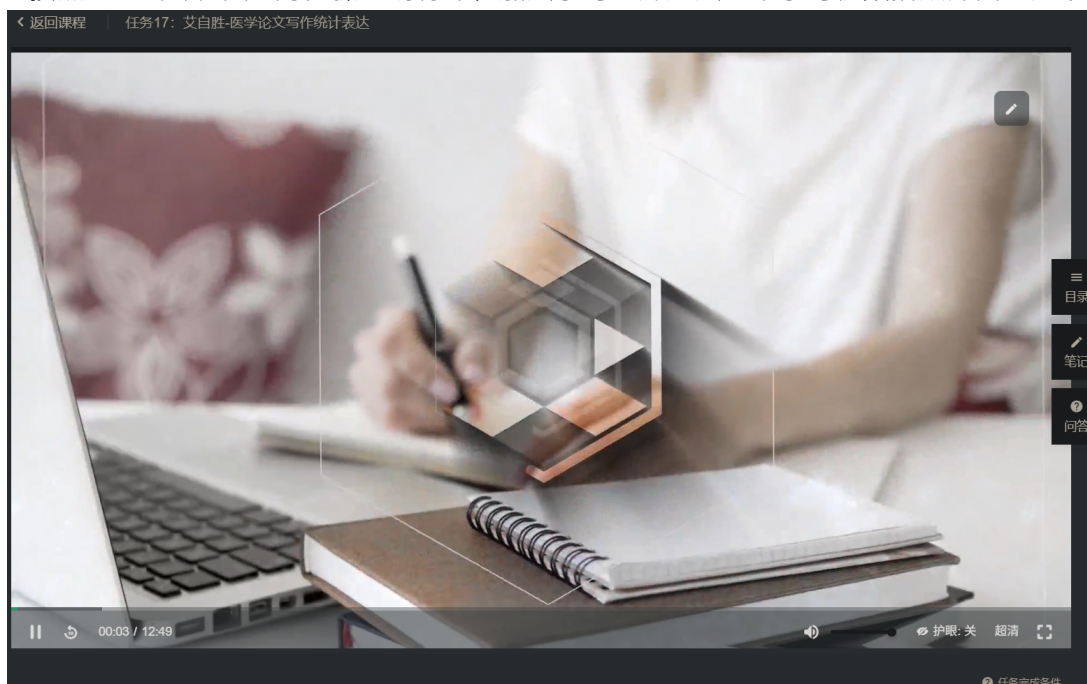 返回课程 任务17：艾自胜-医学论文写作统计表达
目录
笔记
问答
00:03 / 12:49
护眼: 关 超清
任务完成条件